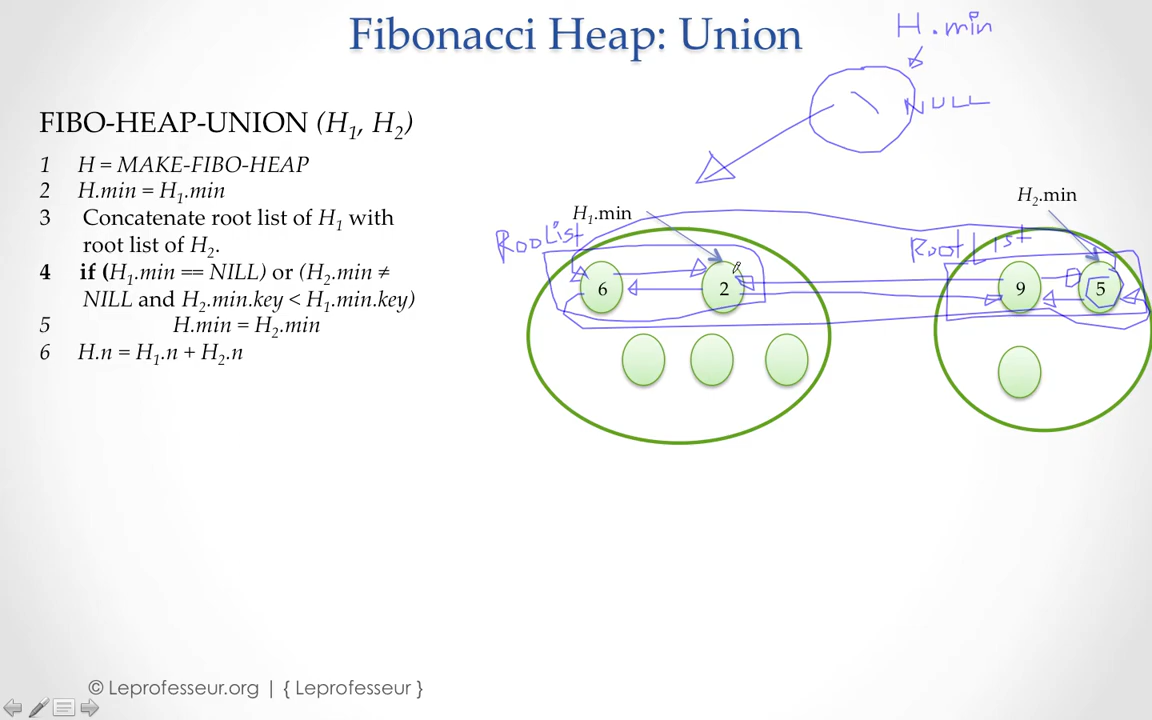 Fibonacci Heap: Union
H.min
NULL
FIBO-HEAP-UNION (H1, H2)
1 H = MAKE-FIBO-HEAP
2 H.min = H1.min
3 Concatenate root list of H1 with
root list of H2.
4 if (H1.min == NILL) or (H2.min ≠
NILL and H2.min.key < H1.min.key)
5 H.min = H2.min
6 H.n = H1.n + H2.n
H1.min
H2.min
RooList
Root List
6 2 9 5
© Leprofesseur.org | { Leprofesseur }